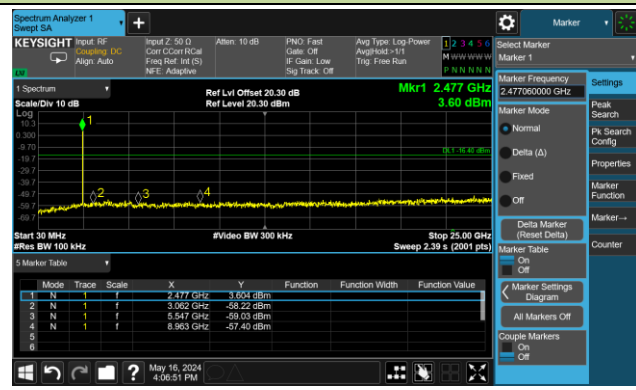 Spectrum Analyzer 1
Swept SA
Marker
KEYSIGHT
Input: RF
Coupling: DC
Align: Auto
Input Z: 50 Ω
Corr CCorr RCal
Freq Ref: Int (S)
NFE: Adaptive
Atten: 10 dB
PNO: Fast
Gate: Off
IF Gain: Low
Sig Track: Off
Avg Type: Log-Power
Avg|Hold:>1/1
Trig: Free Run
1 2 3 4 5 6
M W W W W W
P N N N N N
Select Marker
Marker 1
1 Spectrum
Scale/Div 10 dB
Ref Lvl Offset 20.30 dB
Ref Level 20.30 dBm
Mkr1 2.477 GHz
3.60 dBm
Log
10.3
0.300
-9.70
-19.7
-29.7
-39.7
-49.7
-59.7
-69.7
1
2
3
4
DL1 -16.40 dBm
Start 30 MHz
#Res BW 100 kHz
#Video BW 300 kHz
Stop 25.00 GHz
Sweep 2.39 s (2001 pts)
5 Marker Table
Mode Trace Scale X Y Function Function Width Function Value
1 N 1 f 2.477 GHz 3.604 dBm
2 N 1 f 3.062 GHz -58.22 dBm
3 N 1 f 5.547 GHz -59.03 dBm
4 N 1 f 8.963 GHz -57.40 dBm
5
6
May 16, 2024
4:06:51 PM
Marker Frequency
2.477060000 GHz
Marker Mode
Normal
Delta (Δ)
Fixed
Off
Delta Marker
(Reset Delta)
Marker Table
On
Off
Marker Settings
Diagram
All Markers Off
Couple Markers
On
Off
Settings
Peak
Search
Pk Search
Config
Properties
Marker
Function
Marker→
Counter